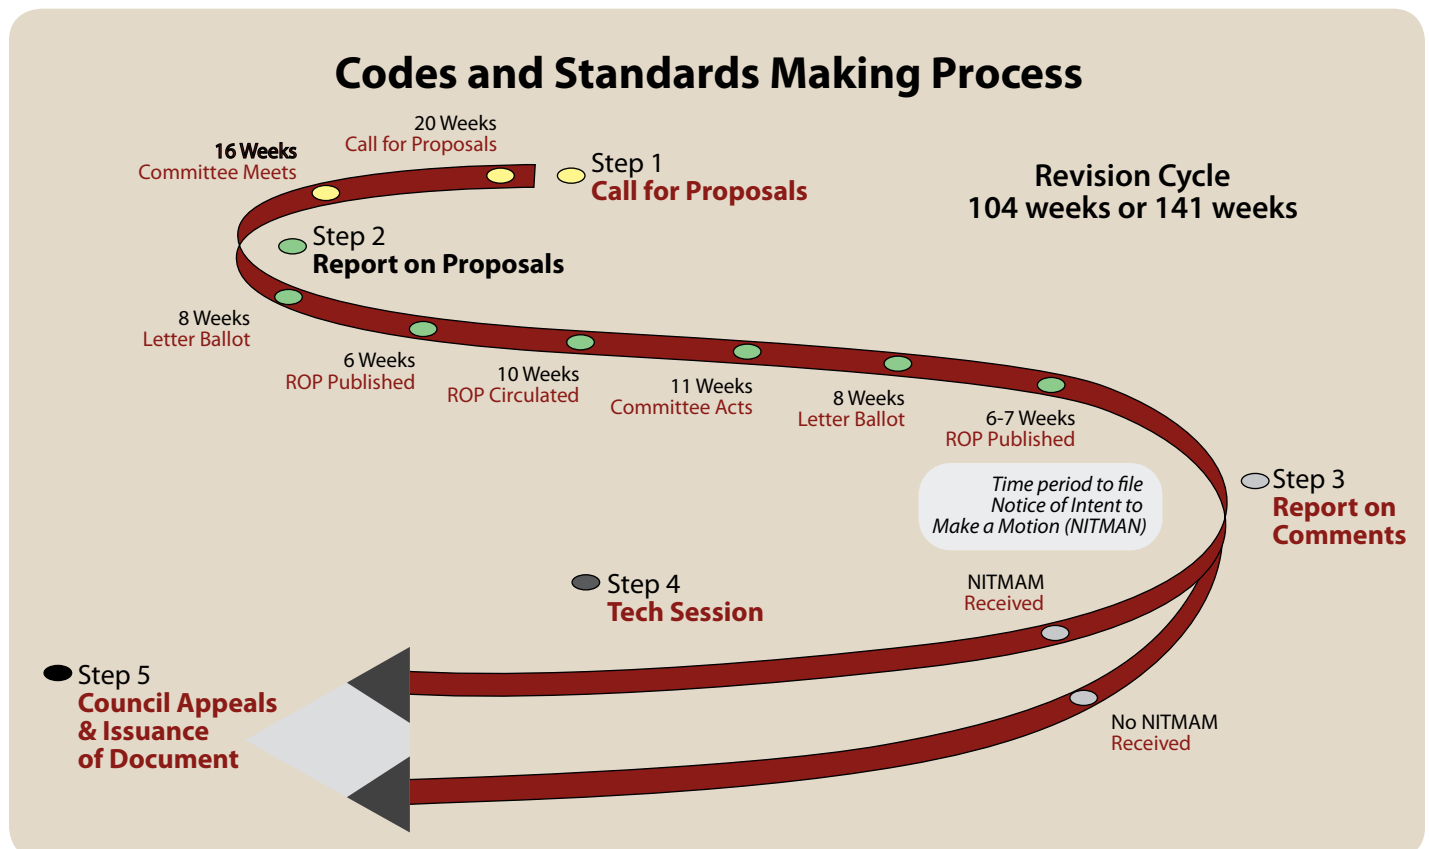 Codes and Standards Making Process
20 Weeks
Call for Proposals
16 Weeks
Committee Meets
Step 1
Call for Proposals
Revision Cycle
104 weeks or 141 weeks
Step 2
Report on Proposals
8 Weeks
Letter Ballot
6 Weeks
ROP Published
10 Weeks
ROP Circulated
11 Weeks
Committee Acts
8 Weeks
Letter Ballot
6-7 Weeks
ROP Published
Time period to file
Notice of Intent to
Make a Motion (NITMAN)
Step 3
Report on
Comments
NITMAM
Received
Step 4
Tech Session
Step 5
Council Appeals
& Issuance
of Document
No NITMAM
Received